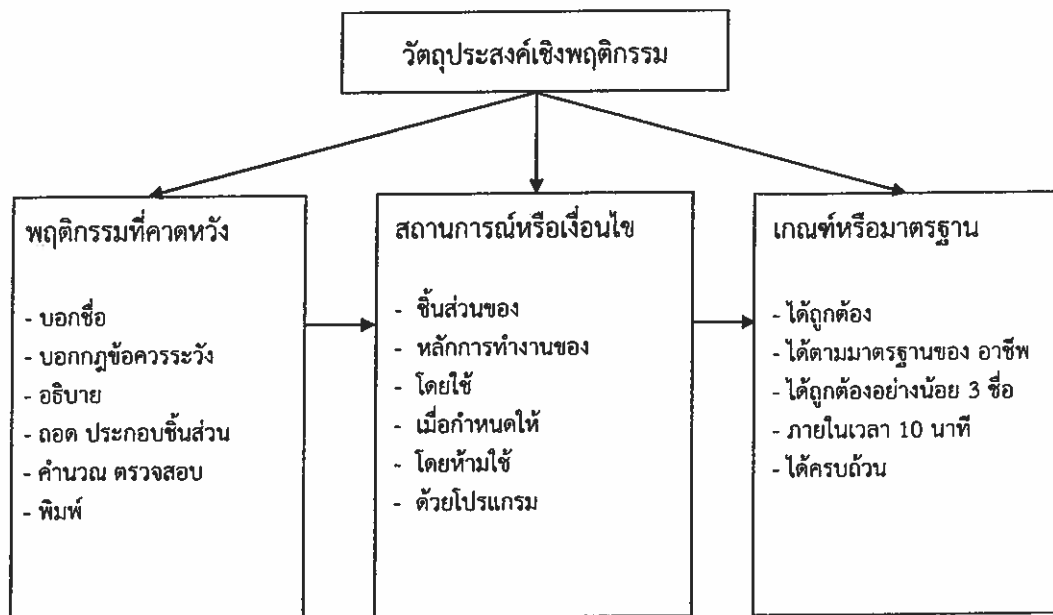 วัตถุประสงค์เชิงพฤติกรรม
พฤติกรรมที่คาดหวัง
- บอกชื่อ
- บอกกฎข้อควรระวัง
- อธิบาย
- ถอด ประกอบชิ้นส่วน
- คำนวณ ตรวจสอบ
- พิมพ์
สถานการณ์หรือเงื่อนไข
- ชิ้นส่วนของ
- หลักการทำงานของ
- โดยใช้
- เมื่อกำหนดให้
- โดยห้ามใช้
- ด้วยโปรแกรม
เกณฑ์หรือมาตรฐาน
- ได้ถูกต้อง
- ได้ตามมาตรฐานของ อาชีพ
- ได้ถูกต้องอย่างน้อย 3 ชื่อ
- ภายในเวลา 10 นาที
- ได้ครบถ้วน